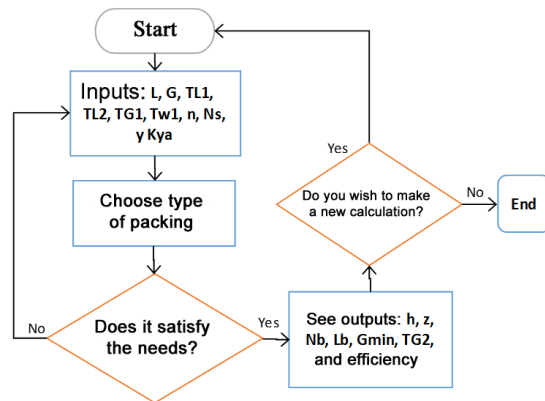 Start
Inputs: L, G, TL1,
TL2, TG1, Tw1, n, Ns,
y Kya
Choose type
of packing
Does it satisfy
the needs?
No
Yes
See outputs: h, z,
Nb, Lb, Gmin, TG2,
and efficiency
Do you wish to make
a new calculation?
Yes
No
End